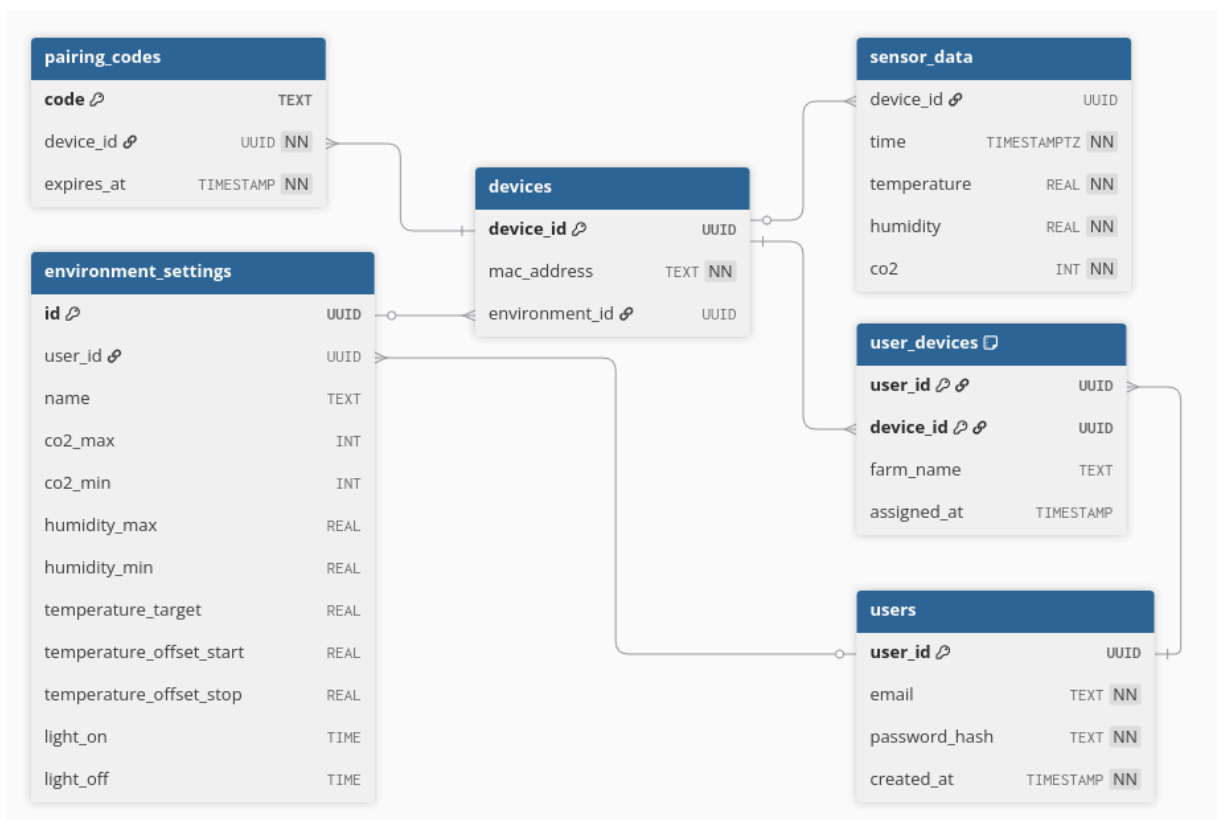 pairing_codes
code TEXT
device_id UUID NN
expires_at TIMESTAMP NN
environment_settings
id UUID
user_id UUID
name TEXT
co2_max INT
co2_min INT
humidity_max REAL
humidity_min REAL
temperature_target REAL
temperature_offset_start REAL
temperature_offset_stop REAL
light_on TIME
light_off TIME
devices
device_id UUID
mac_address TEXT NN
environment_id UUID
sensor_data
device_id UUID
time TIMESTAMPTZ NN
temperature REAL NN
humidity REAL NN
co2 INT NN
user_devices
user_id UUID
device_id UUID
farm_name TEXT
assigned_at TIMESTAMP
users
user_id UUID
email TEXT NN
password_hash TEXT NN
created_at TIMESTAMP NN